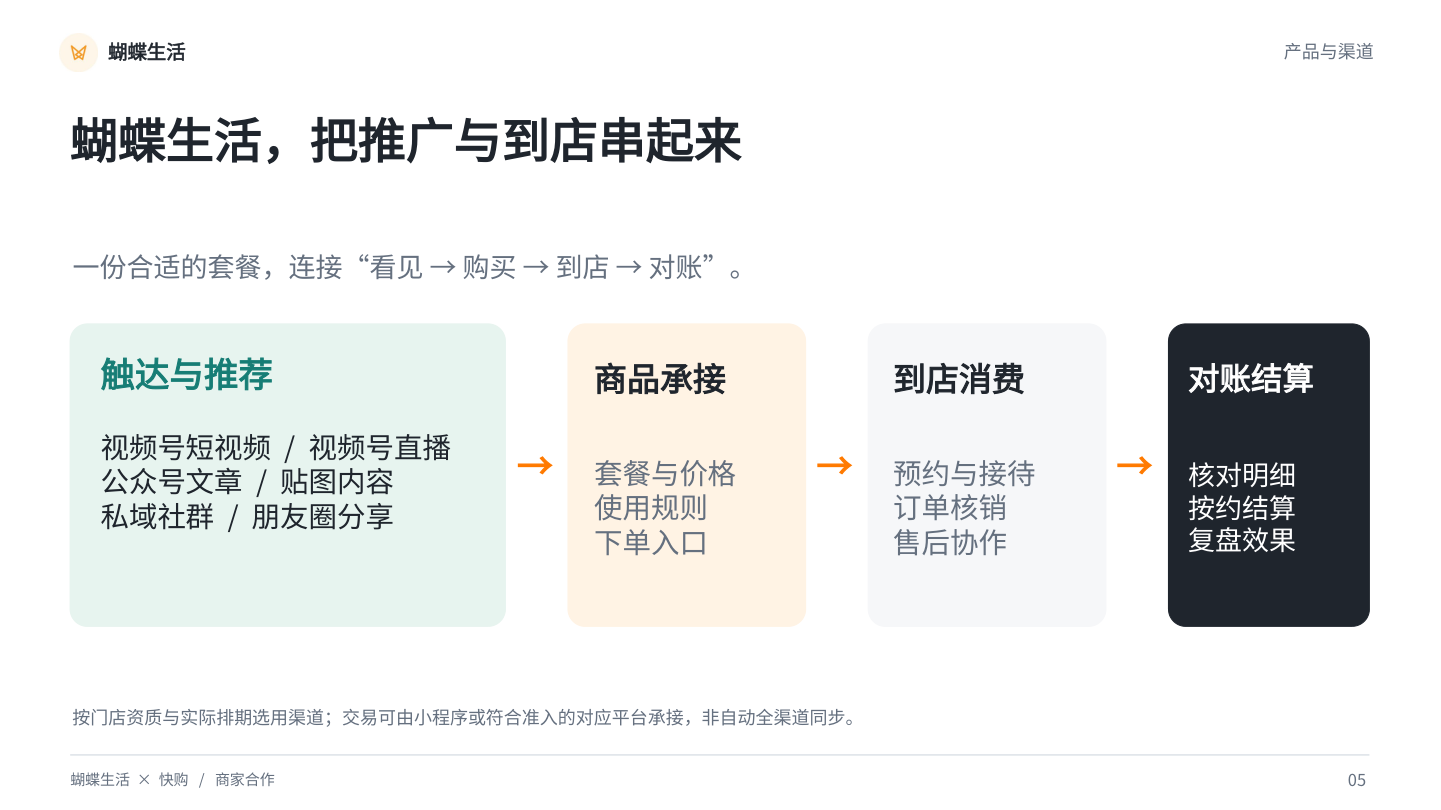 蝴蝶生活
产品与渠道
蝴蝶生活，把推广与到店串起来
一份合适的套餐，连接“看见 → 购买 → 到店 → 对账”。
触达与推荐
视频号短视频 / 视频号直播
公众号文章 / 贴图内容
私域社群 / 朋友圈分享
→
商品承接
套餐与价格
使用规则
下单入口
→
到店消费
预约与接待
订单核销
售后协作
→
对账结算
核对明细
按约结算
复盘效果
按门店资质与实际排期选用渠道；交易可由小程序或符合准入的对应平台承接，非自动全渠道同步。
蝴蝶生活 × 快购 / 商家合作
05